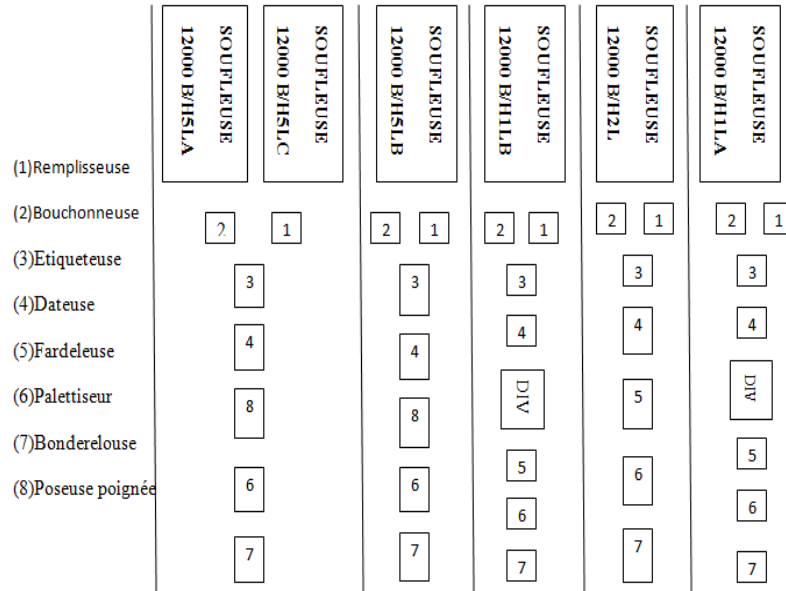 SOUFLEUSE
12000 B/H5LA
SOUFLEUSE
12000 B/H5LC
SOUFLEUSE
12000 B/H5LB
SOUFLEUSE
12000 B/H1LB
SOUFLEUSE
12000 B/H2L
SOUFLEUSE
12000 B/H1LA
(1)Remplisseuse
(2)Bouchonneuse
(3)Etiqueteuse
(4)Dateuse
(5)Fardeleuse
(6)Palettiseur
(7)Bonderelouse
(8)Poseuse poignée
2 1 2 1 2 1 2 1 2 1
3 3 3 3 3
4 4 4 4 4
8 8 DIV 5 DIV
5 5
6 6 6 6 6
7 7 7 7 7